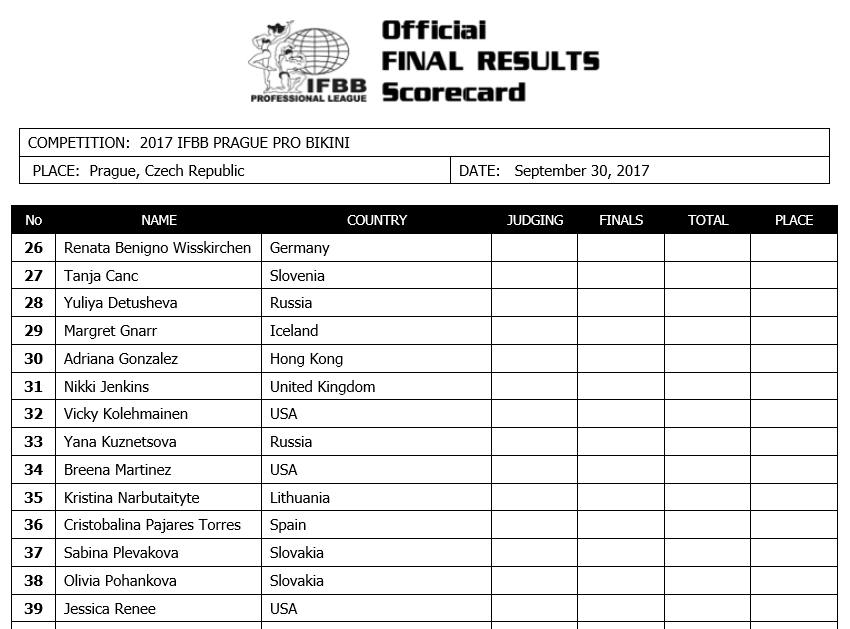 Official
FINAL RESULTS
Scorecard
IFBB
PROFESSIONAL LEAGUE
COMPETITION: 2017 IFBB PRAGUE PRO BIKINI
PLACE: Prague, Czech Republic DATE: September 30, 2017
No NAME COUNTRY JUDGING FINALS TOTAL PLACE
26 Renata Benigno Wisskirchen Germany
27 Tanja Canc Slovenia
28 Yuliya Detusheva Russia
29 Margret Gnarr Iceland
30 Adriana Gonzalez Hong Kong
31 Nikki Jenkins United Kingdom
32 Vicky Kolehmainen USA
33 Yana Kuznetsova Russia
34 Breena Martinez USA
35 Kristina Narbutaityte Lithuania
36 Cristobalina Pajares Torres Spain
37 Sabina Plevakova Slovakia
38 Olivia Pohankova Slovakia
39 Jessica Renee USA